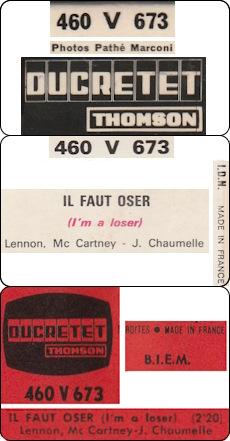 460 V 673
Photos Pathé Marconi
DUCRETET
THOMSON
460 V 673
IL FAUT OSER
(I'm a loser)
Lennon, Mc Cartney - J. Chaumelle
I.D.N. MADE IN FRANCE
DUCRETET
THOMSON
460 V 673
ROITES • MADE IN FRANCE
B.I.E.M.
IL FAUT OSER (I'm a loser) (2'20)
Lennon, Mc Cartney-J. Chaumelle